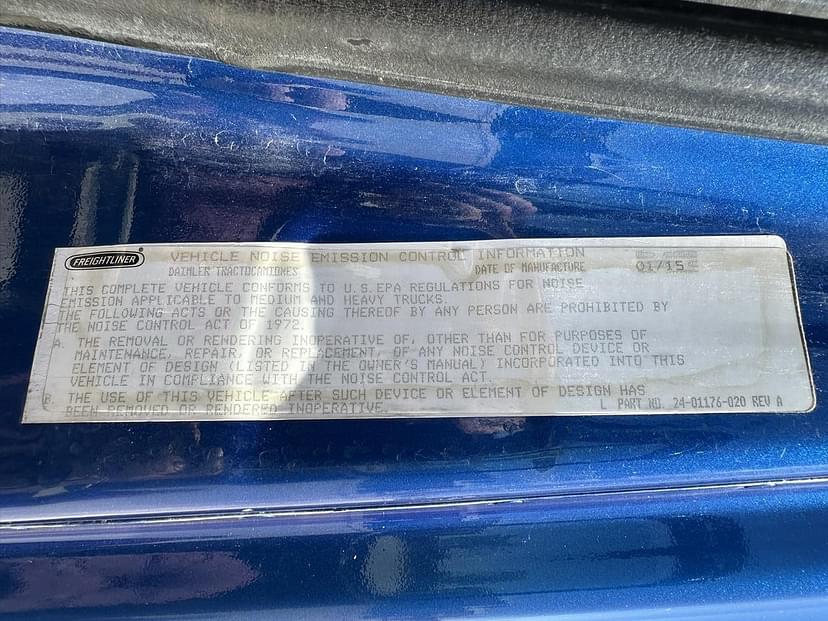 FREIGHTLINER
VEHICLE NOISE EMISSION CONTROL INFORMATION
DAIMLER TRACTOCAMIONES DATE OF MANUFACTURE 01/15
THIS COMPLETE VEHICLE CONFORMS TO U.S.EPA REGULATIONS FOR NOISE
EMISSION APPLICABLE TO MEDIUM AND HEAVY TRUCKS.
THE FOLLOWING ACTS OR THE CAUSING THEREOF BY ANY PERSON ARE PROHIBITED BY
THE NOISE CONTROL ACT OF 1972.
A. THE REMOVAL OR RENDERING INOPERATIVE OF, OTHER THAN FOR PURPOSES OF
MAINTENANCE, REPAIR, OR REPLACEMENT, OF ANY NOISE CONTROL DEVICE OR
ELEMENT OF DESIGN (LISTED IN THE OWNER'S MANUAL) INCORPORATED INTO THIS
VEHICLE IN COMPLIANCE WITH THE NOISE CONTROL ACT.
B. THE USE OF THIS VEHICLE AFTER SUCH DEVICE OR ELEMENT OF DESIGN HAS
BEEN REMOVED OR RENDERED INOPERATIVE.
L PART NO. 24-01176-020 REV A